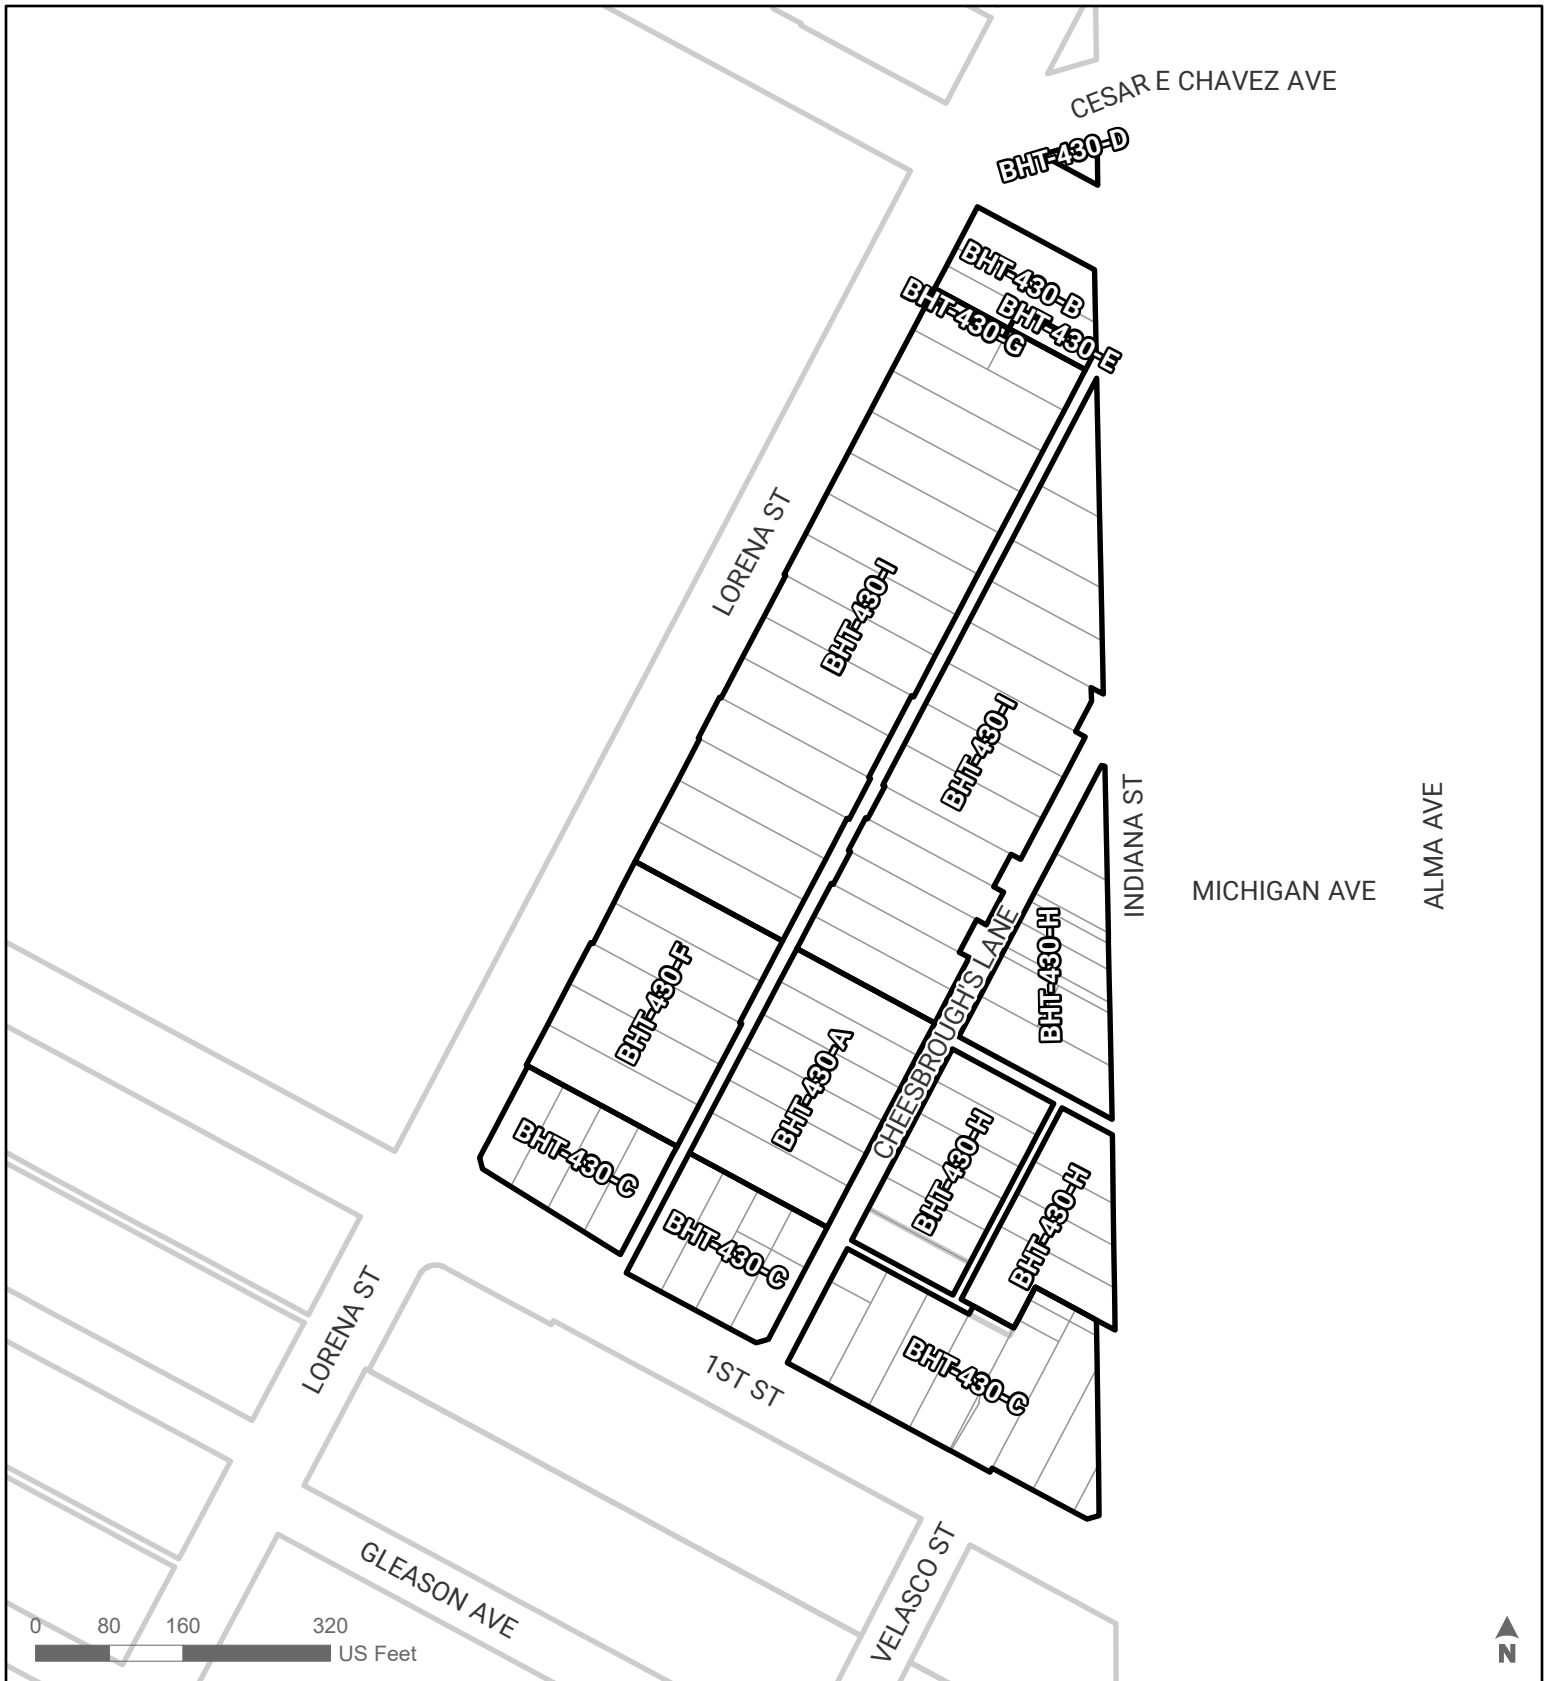 CESAR E CHAVEZ AVE
BHT-430-D
BHT-430-B
BHT-430-G
BHT-430-E
LORENA ST
BHT-430-I
BHT-430-I
INDIANA ST
MICHIGAN AVE
ALMA AVE
BHT-430-H
BHT-430-F
CHEESBROUGH'S LANE
BHT-430-A
BHT-430-C
BHT-430-H
BHT-430-H
BHT-430-C
LORENA ST
1ST ST
BHT-430-C
GLEASON AVE
VELASCO ST
0 80 160 320
US Feet
N